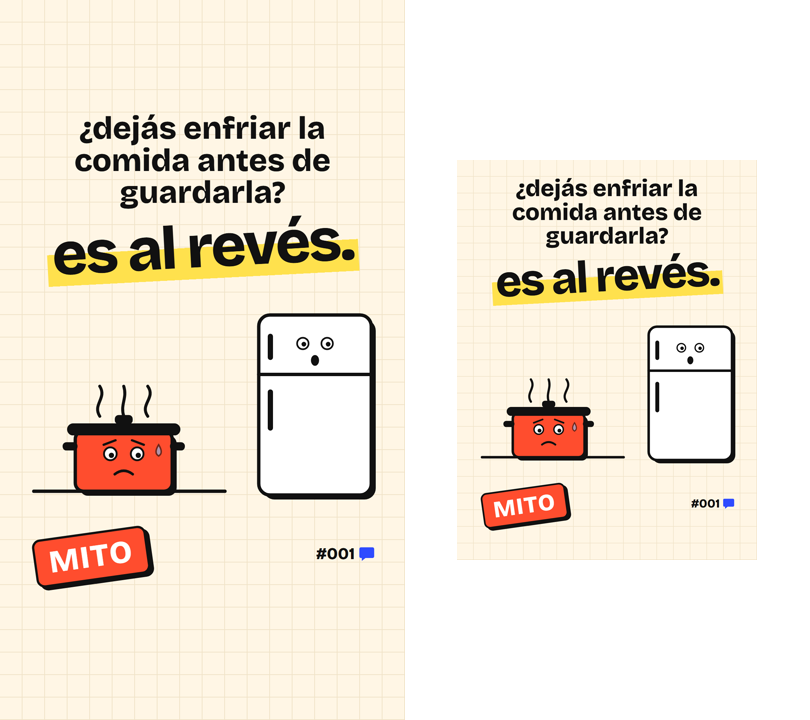 ¿dejás enfriar la
comida antes de
guardarla?
es al revés.
MITO
#001
¿dejás enfriar la
comida antes de
guardarla?
es al revés.
MITO
#001